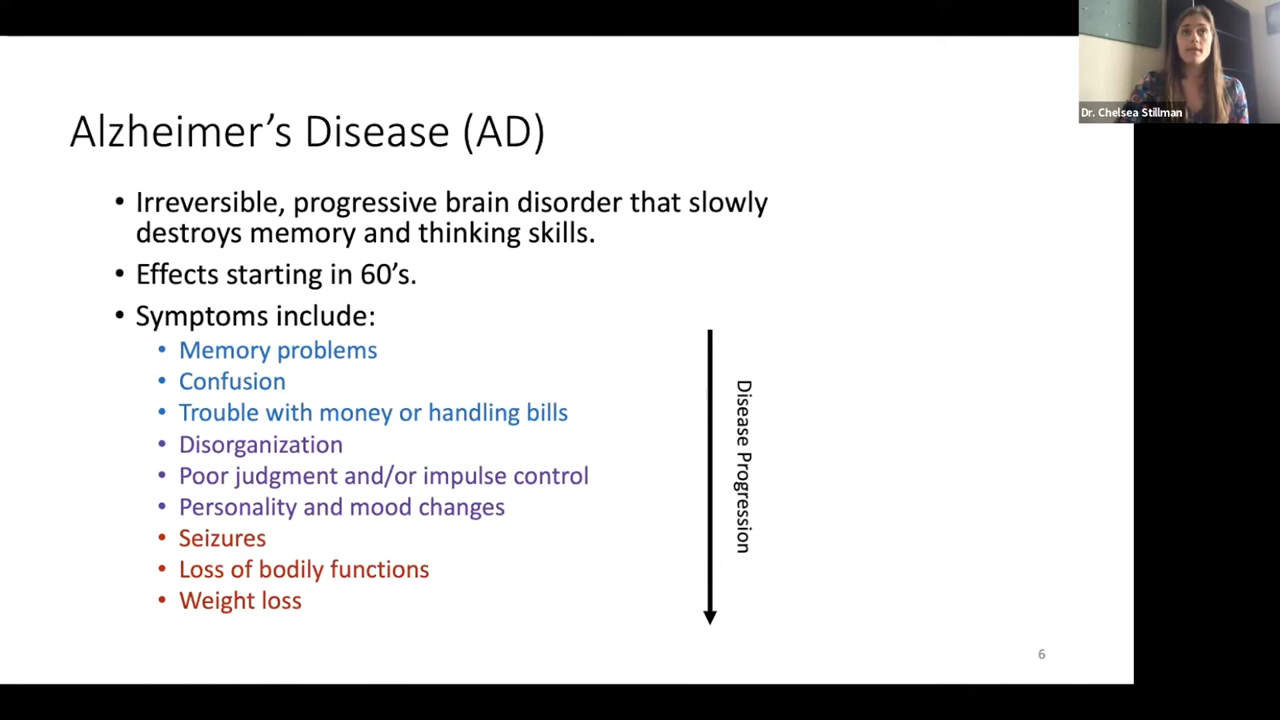 Dr. Chelsea Stillman
Alzheimer's Disease (AD)
• Irreversible, progressive brain disorder that slowly
destroys memory and thinking skills.
• Effects starting in 60's.
• Symptoms include:
• Memory problems
• Confusion
• Trouble with money or handling bills
• Disorganization
• Poor judgment and/or impulse control
• Personality and mood changes
• Seizures
• Loss of bodily functions
• Weight loss
Disease Progression
6